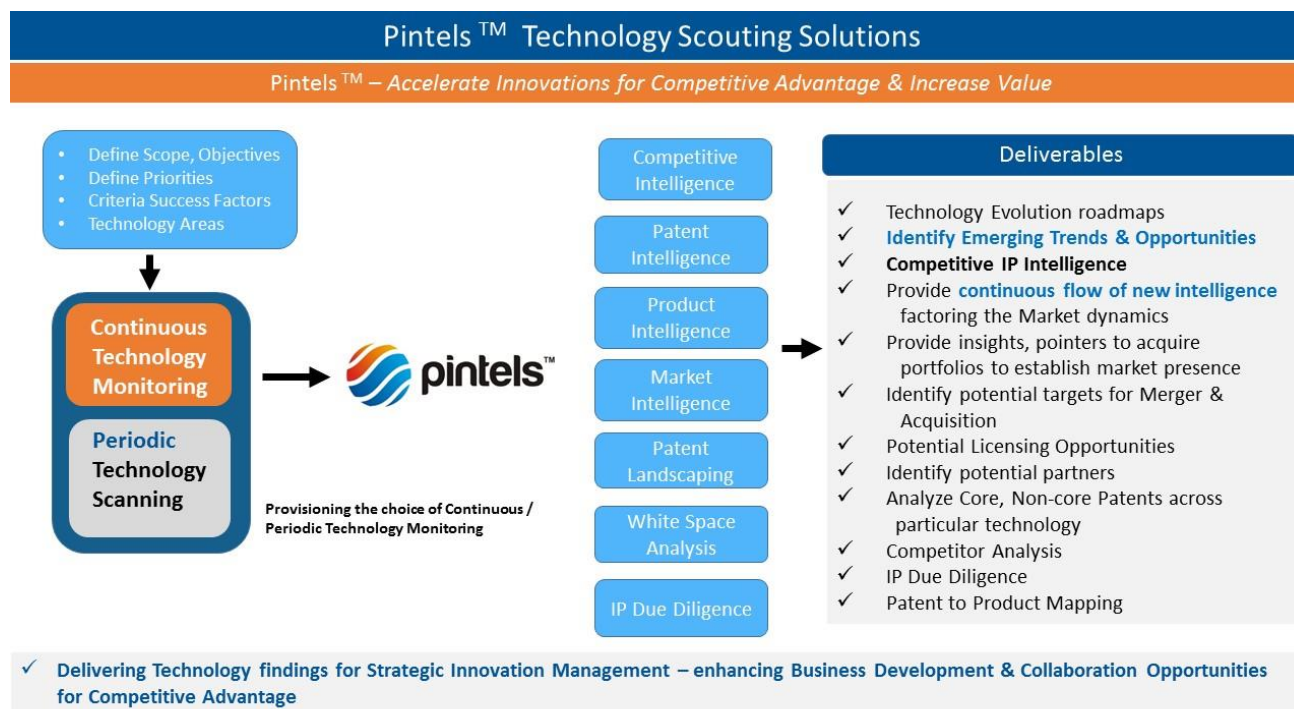 Pintels TM Technology Scouting Solutions
Pintels TM – Accelerate Innovations for Competitive Advantage & Increase Value
• Define Scope, Objectives
• Define Priorities
• Criteria Success Factors
• Technology Areas
Continuous
Technology
Monitoring
Periodic
Technology
Scanning
pintels™
Provisioning the choice of Continuous /
Periodic Technology Monitoring
Competitive
Intelligence
Patent
Intelligence
Product
Intelligence
Market
Intelligence
Patent
Landscaping
White Space
Analysis
IP Due Diligence
Deliverables
✓ Technology Evolution roadmaps
✓ Identify Emerging Trends & Opportunities
✓ Competitive IP Intelligence
✓ Provide continuous flow of new intelligence
factoring the Market dynamics
✓ Provide insights, pointers to acquire
portfolios to establish market presence
✓ Identify potential targets for Merger &
Acquisition
✓ Potential Licensing Opportunities
✓ Identify potential partners
✓ Analyze Core, Non-core Patents across
particular technology
✓ Competitor Analysis
✓ IP Due Diligence
✓ Patent to Product Mapping
✓ Delivering Technology findings for Strategic Innovation Management – enhancing Business Development & Collaboration Opportunities
for Competitive Advantage